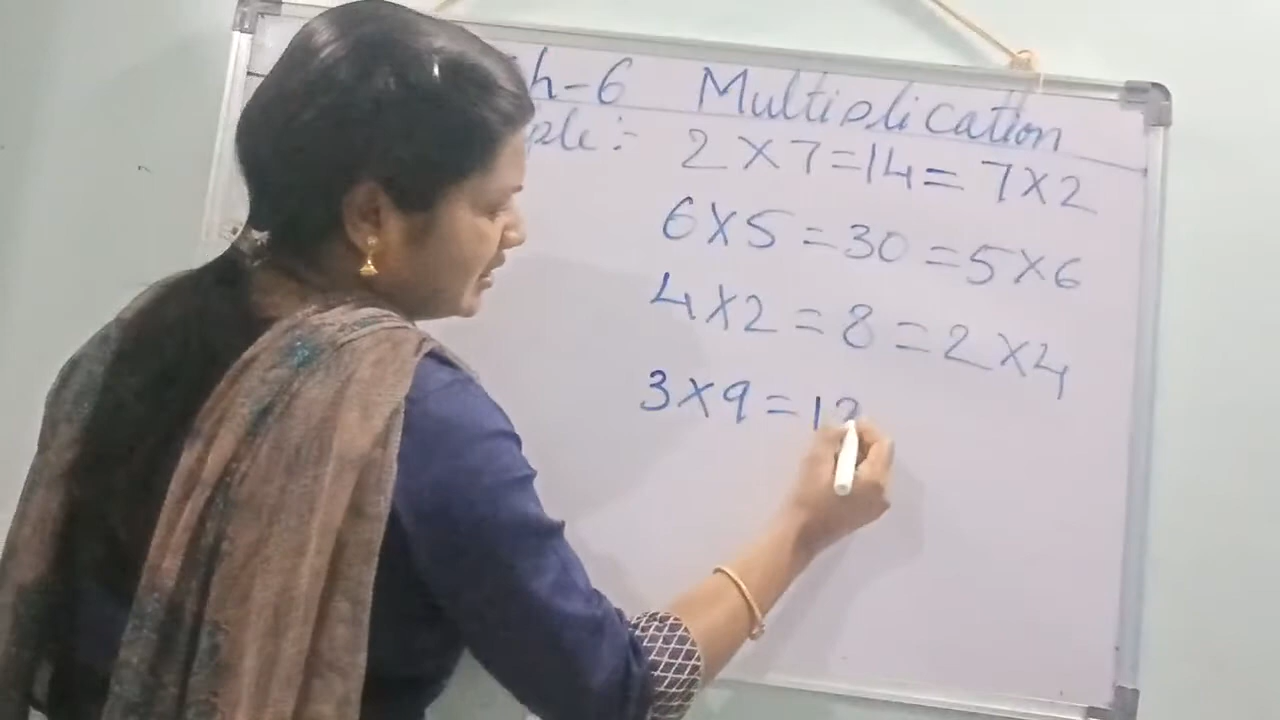 h-6 Multiplication
ple:- 2×7=14=7×2
6×5=30=5×6
4×2=8=2×4
3×9=12